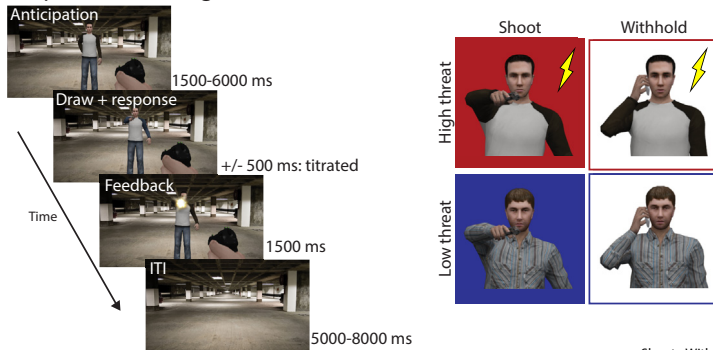 Anticipation
1500-6000 ms
Draw + response
+/- 500 ms: titrated
Feedback
1500 ms
ITI
5000-8000 ms
Time
Shoot
Withhold
High threat
Low threat